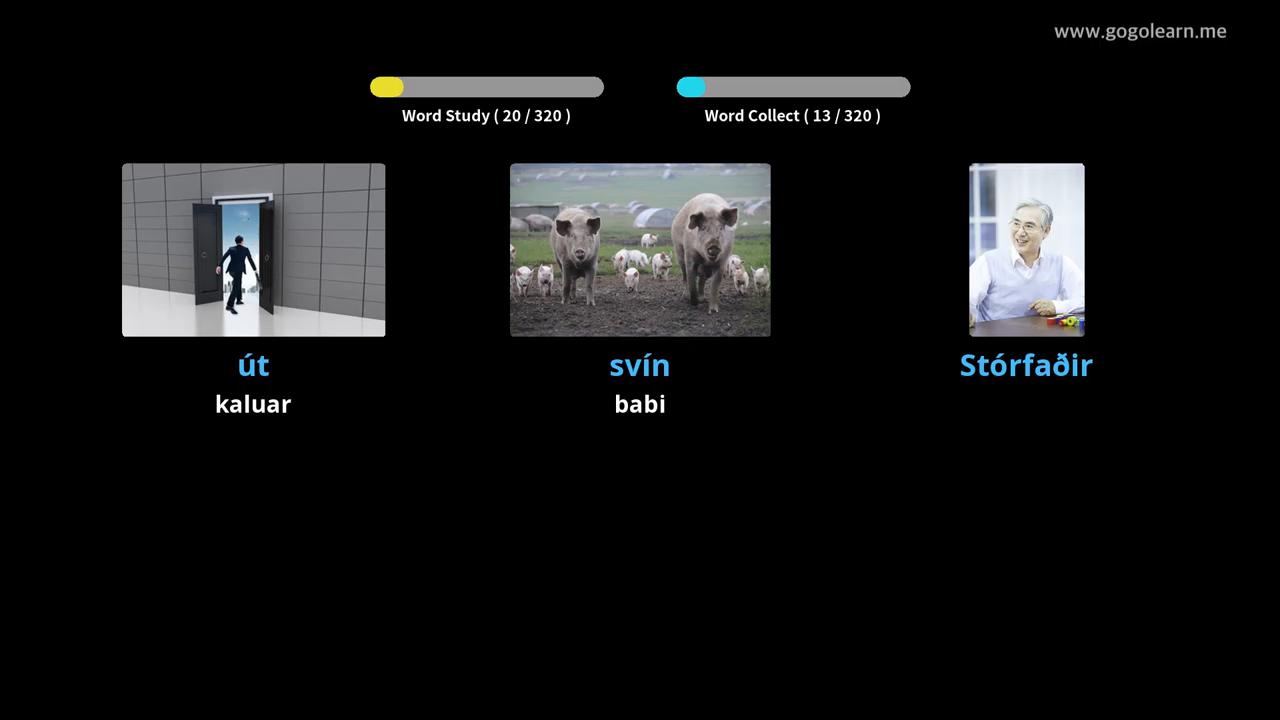 www.gogolearn.me
Word Study ( 20 / 320 )
Word Collect ( 13 / 320 )
út
svín
Stórfaðir
kaluar
babi